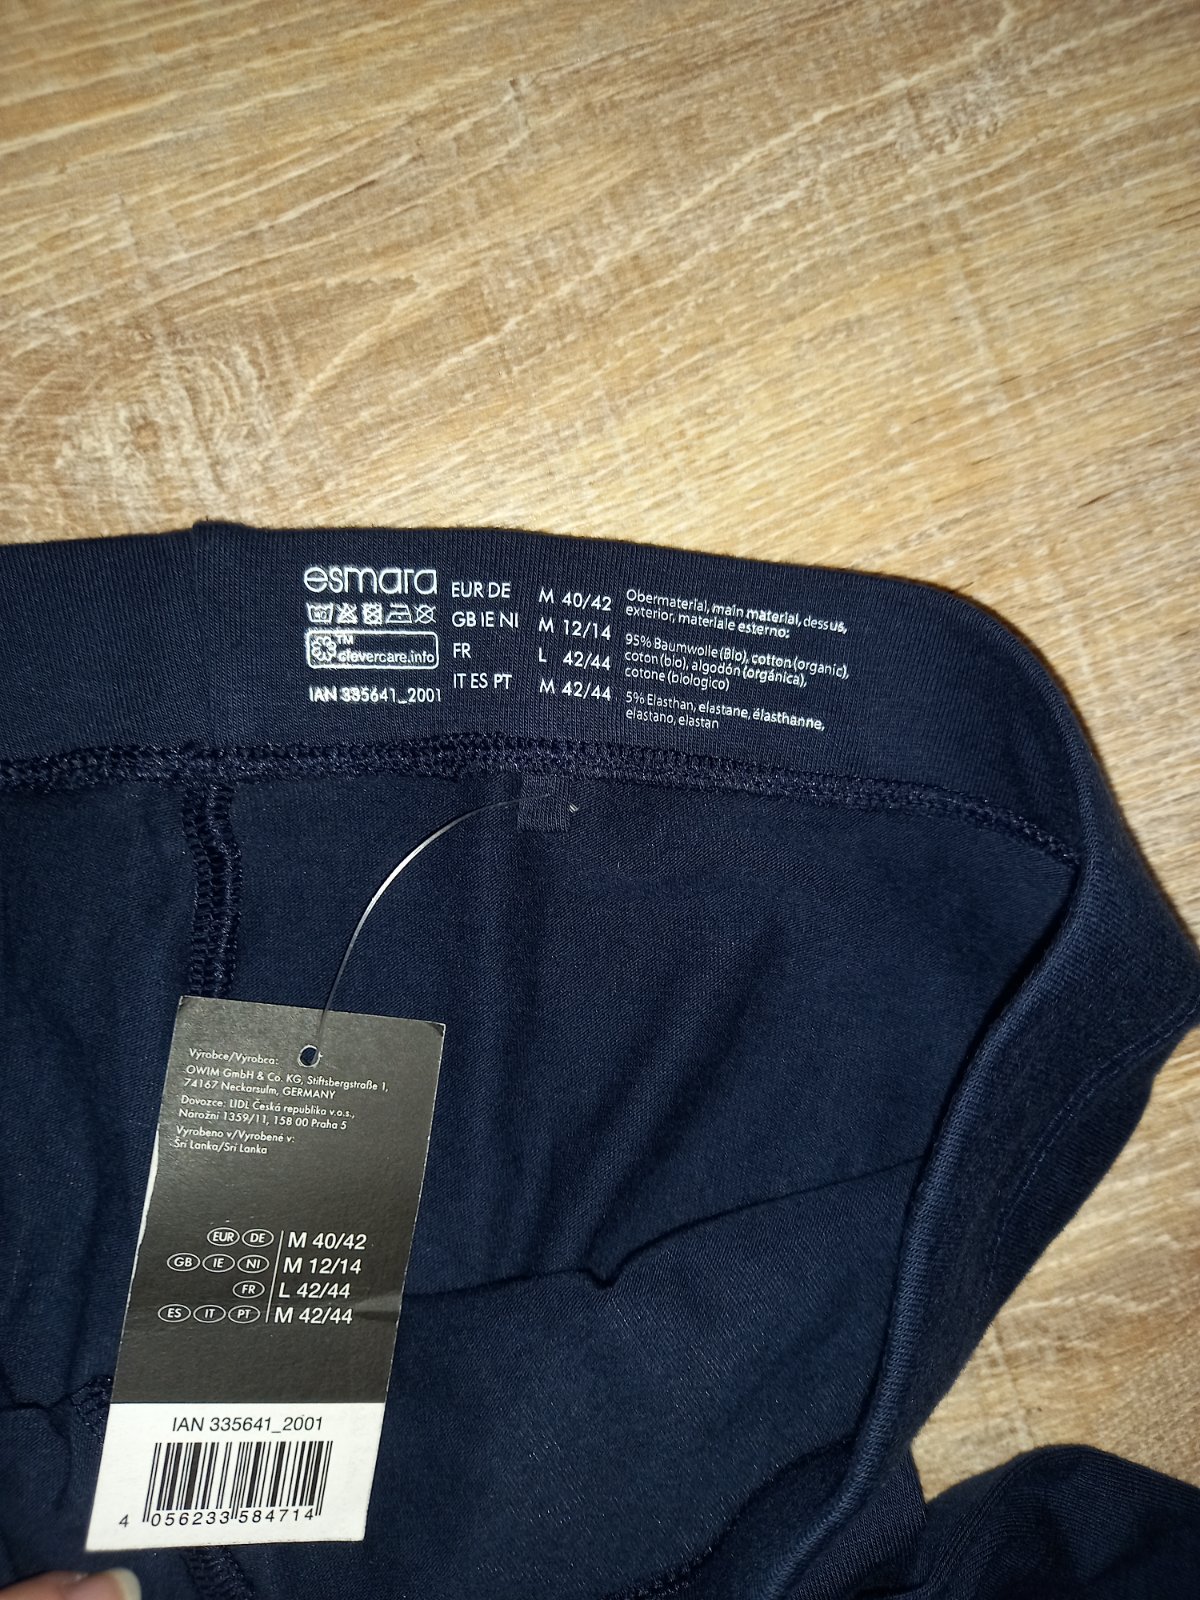 esmara
TM
clevercare.info
IAN 335641_2001
EUR DE M 40/42
GB IE NI M 12/14
FR L 42/44
IT ES PT M 42/44
Obermaterial, main material, dessus,
exterior, materiale esterno:
95% Baumwolle (Bio), cotton (organic),
coton (bio), algodón (orgánica),
cotone (biologico)
5% Elasthan, elastane, élasthanne,
elastano, elastan
Výrobce/Výrobca:
OWIM GmbH & Co. KG, Stiftsbergstraße 1,
74167 Neckarsulm, GERMANY
Dovozce: LIDL Česká republika v.o.s.,
Nárožní 1359/11, 158 00 Praha 5
Vyrobeno v/Vyrobené v:
Srí Lanka/Srí Lanka
EUR DE M 40/42
GB IE NI M 12/14
FR L 42/44
ES IT PT M 42/44
IAN 335641_2001
4 056233 584714